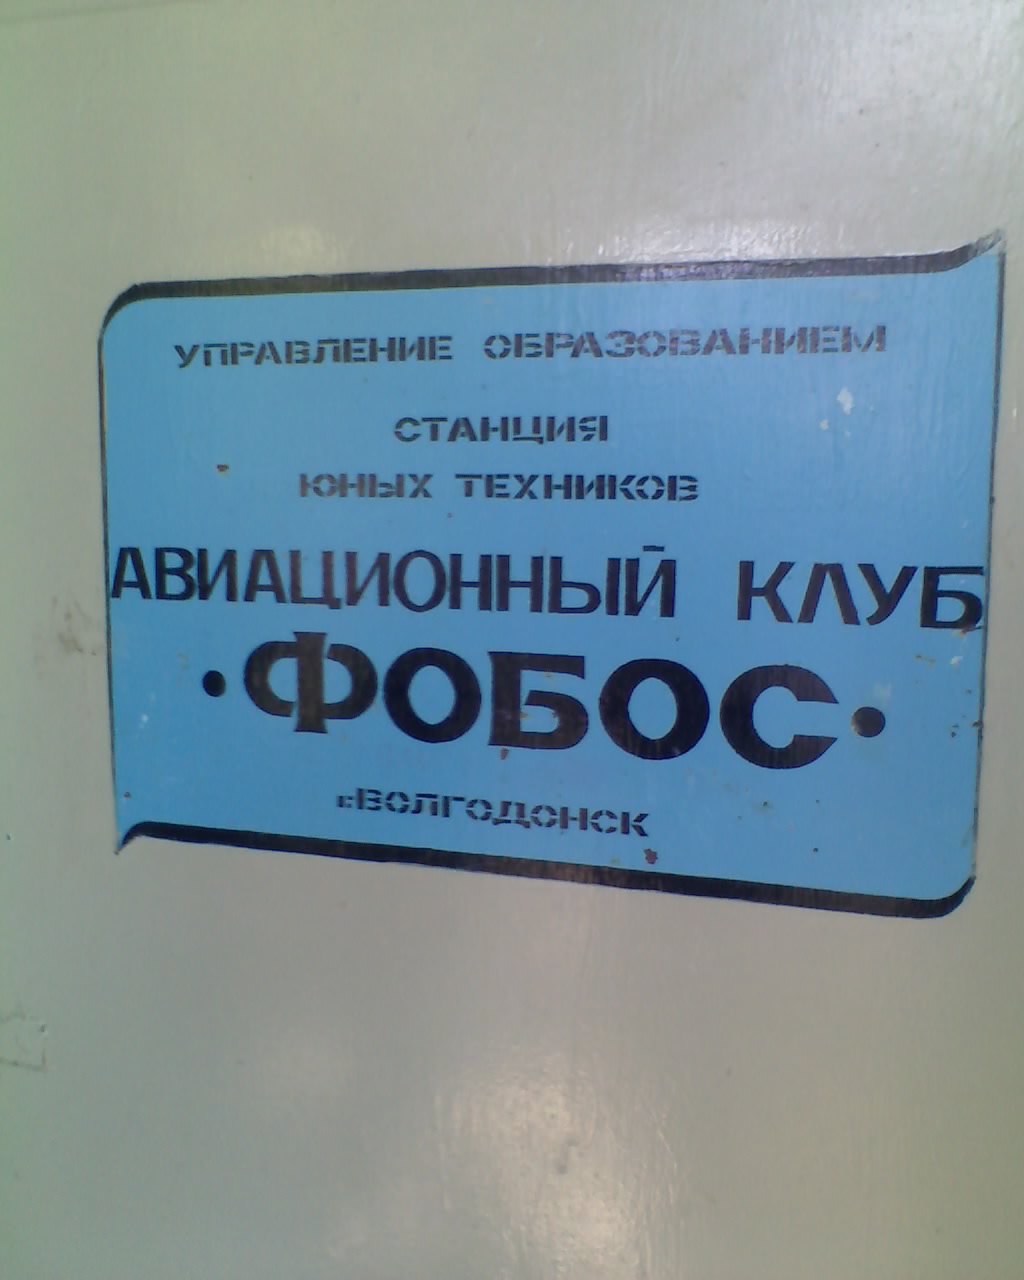 УПРАВЛЕНИЕ ОБРАЗОВАНИЕМ
СТАНЦИЯ
ЮНЫХ ТЕХНИКОВ
АВИАЦИОННЫЙ КЛУБ
·ФОБОС·
г.ВОЛГОДОНСК